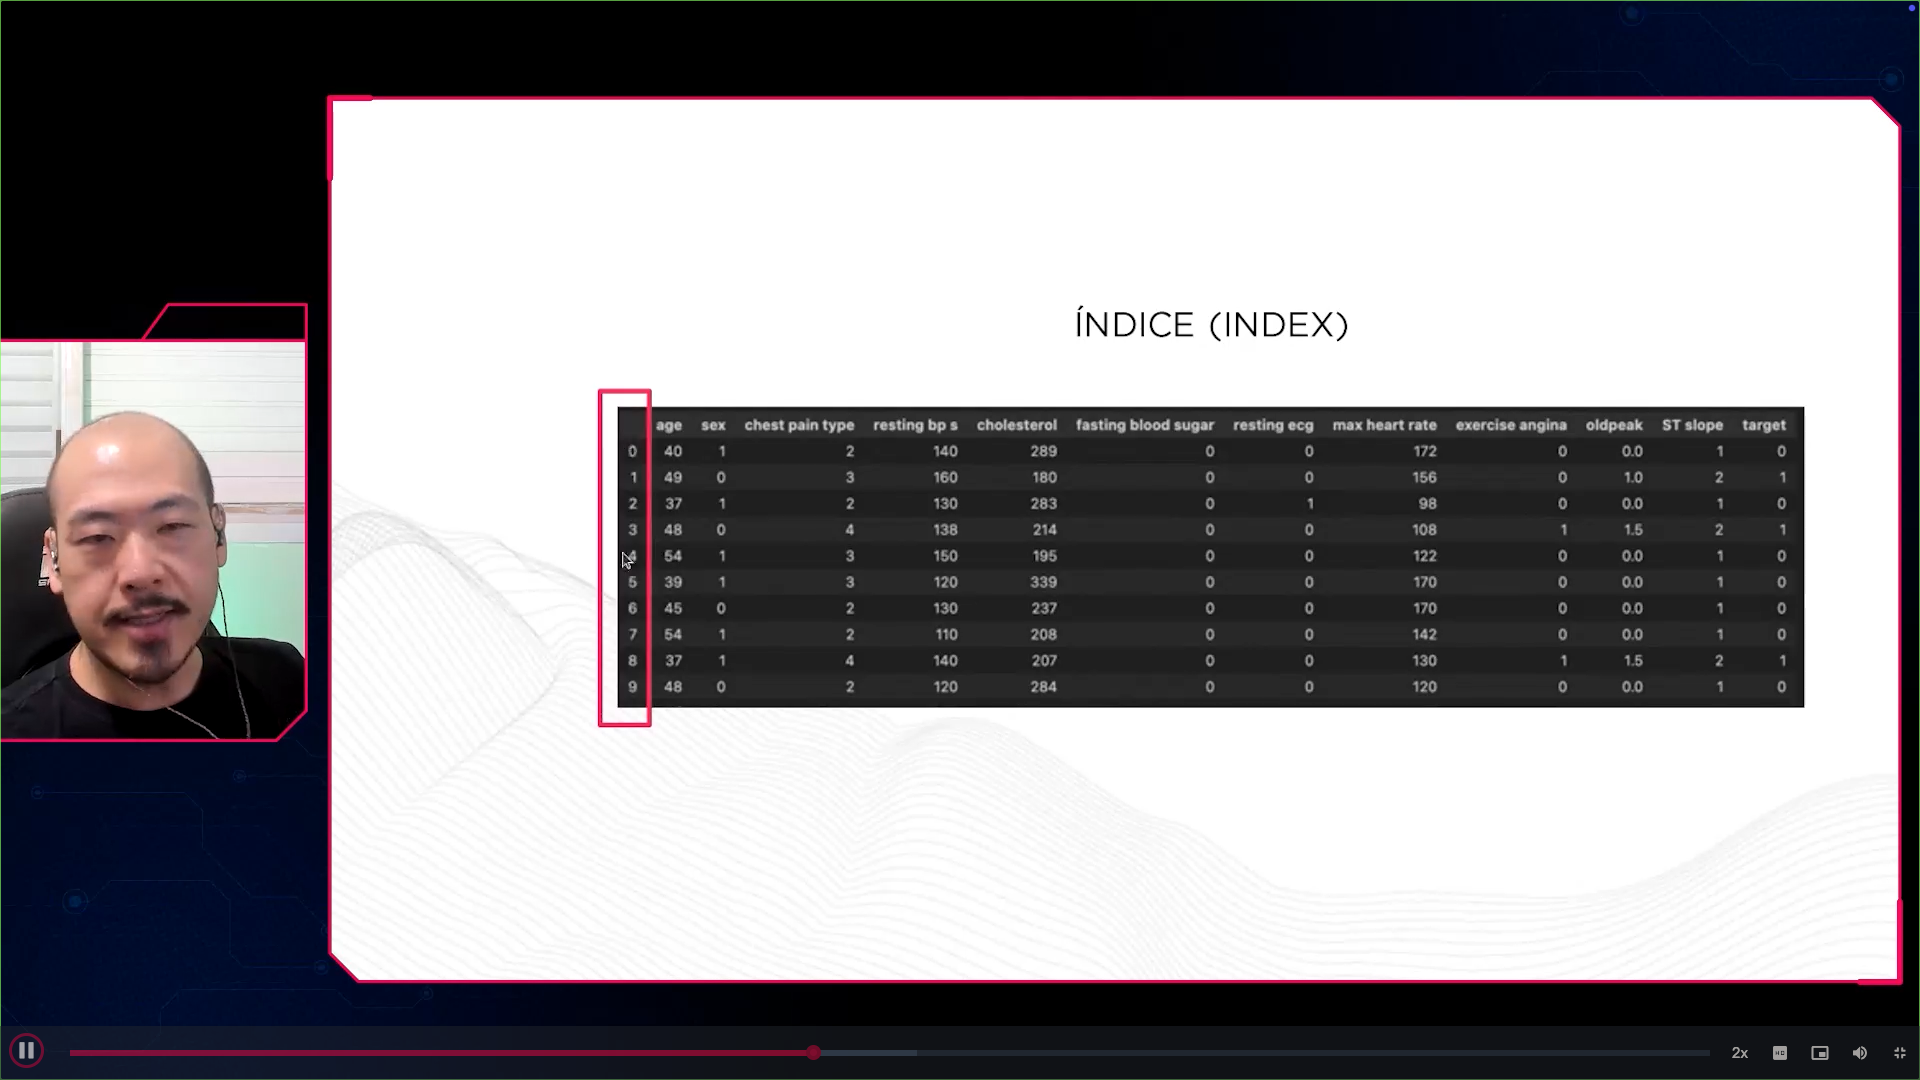 ÍNDICE (INDEX)
age sex chest pain type resting bp s cholesterol fasting blood sugar resting ecg max heart rate exercise angina oldpeak ST slope target
0 40 1 2 140 289 0 0 172 0 0.0 1 0
1 49 0 3 160 180 0 0 156 0 1.0 2 1
2 37 1 2 130 283 0 1 98 0 0.0 1 0
3 48 0 4 138 214 0 0 108 1 1.5 2 1
4 54 1 3 150 195 0 0 122 0 0.0 1 0
5 39 1 3 120 339 0 0 170 0 0.0 1 0
6 45 0 2 130 237 0 0 170 0 0.0 1 0
7 54 1 2 110 208 0 0 142 0 0.0 1 0
8 37 1 4 140 207 0 0 130 1 1.5 2 1
9 48 0 2 120 284 0 0 120 0 0.0 1 0
2x